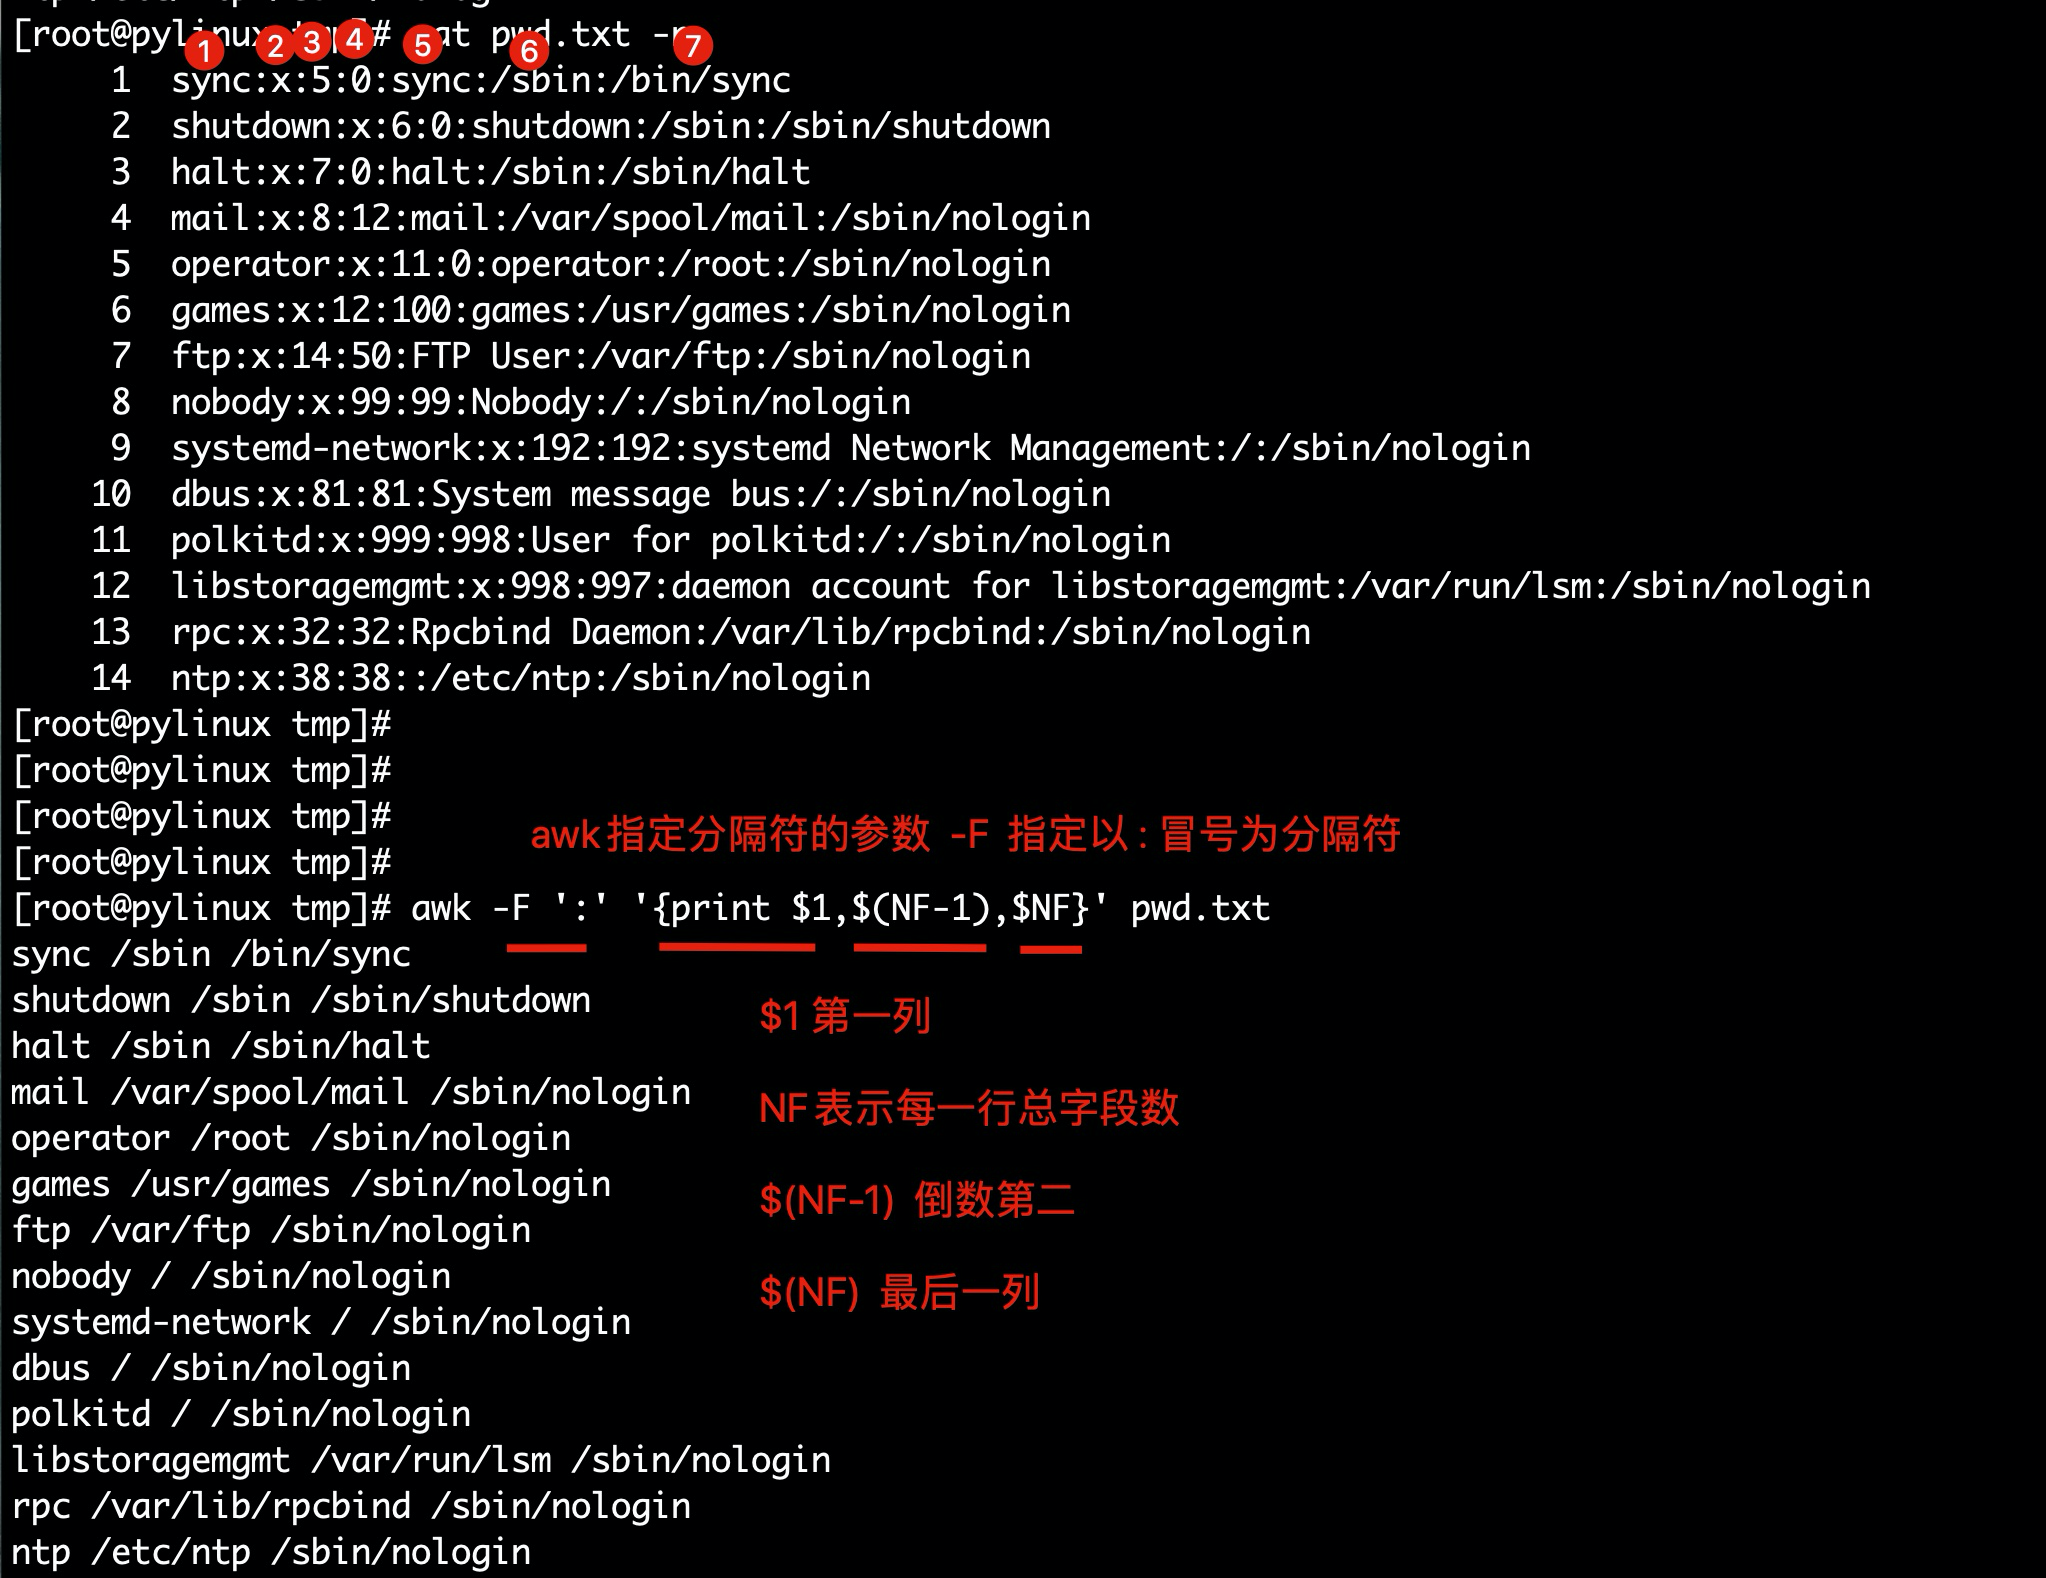 [root@pylinux tmp]# cat pwd.txt -n
1 2 3 4 5 6 7
1 sync:x:5:0:sync:/sbin:/bin/sync
2 shutdown:x:6:0:shutdown:/sbin:/sbin/shutdown
3 halt:x:7:0:halt:/sbin:/sbin/halt
4 mail:x:8:12:mail:/var/spool/mail:/sbin/nologin
5 operator:x:11:0:operator:/root:/sbin/nologin
6 games:x:12:100:games:/usr/games:/sbin/nologin
7 ftp:x:14:50:FTP User:/var/ftp:/sbin/nologin
8 nobody:x:99:99:Nobody:/:/sbin/nologin
9 systemd-network:x:192:192:systemd Network Management:/:/sbin/nologin
10 dbus:x:81:81:System message bus:/:/sbin/nologin
11 polkitd:x:999:998:User for polkitd:/:/sbin/nologin
12 libstoragemgmt:x:998:997:daemon account for libstoragemgmt:/var/run/lsm:/sbin/nologin
13 rpc:x:32:32:Rpcbind Daemon:/var/lib/rpcbind:/sbin/nologin
14 ntp:x:38:38::/etc/ntp:/sbin/nologin
[root@pylinux tmp]#
[root@pylinux tmp]#
[root@pylinux tmp]#
awk指定分隔符的参数 -F 指定以:冒号为分隔符
[root@pylinux tmp]#
[root@pylinux tmp]# awk -F ':' '{print $1,$(NF-1),$NF}' pwd.txt
sync /sbin /bin/sync
shutdown /sbin /sbin/shutdown
$1 第一列
halt /sbin /sbin/halt
mail /var/spool/mail /sbin/nologin
NF表示每一行总字段数
operator /root /sbin/nologin
games /usr/games /sbin/nologin
$(NF-1) 倒数第二
ftp /var/ftp /sbin/nologin
nobody / /sbin/nologin
$(NF) 最后一列
systemd-network / /sbin/nologin
dbus / /sbin/nologin
polkitd / /sbin/nologin
libstoragemgmt /var/run/lsm /sbin/nologin
rpc /var/lib/rpcbind /sbin/nologin
ntp /etc/ntp /sbin/nologin